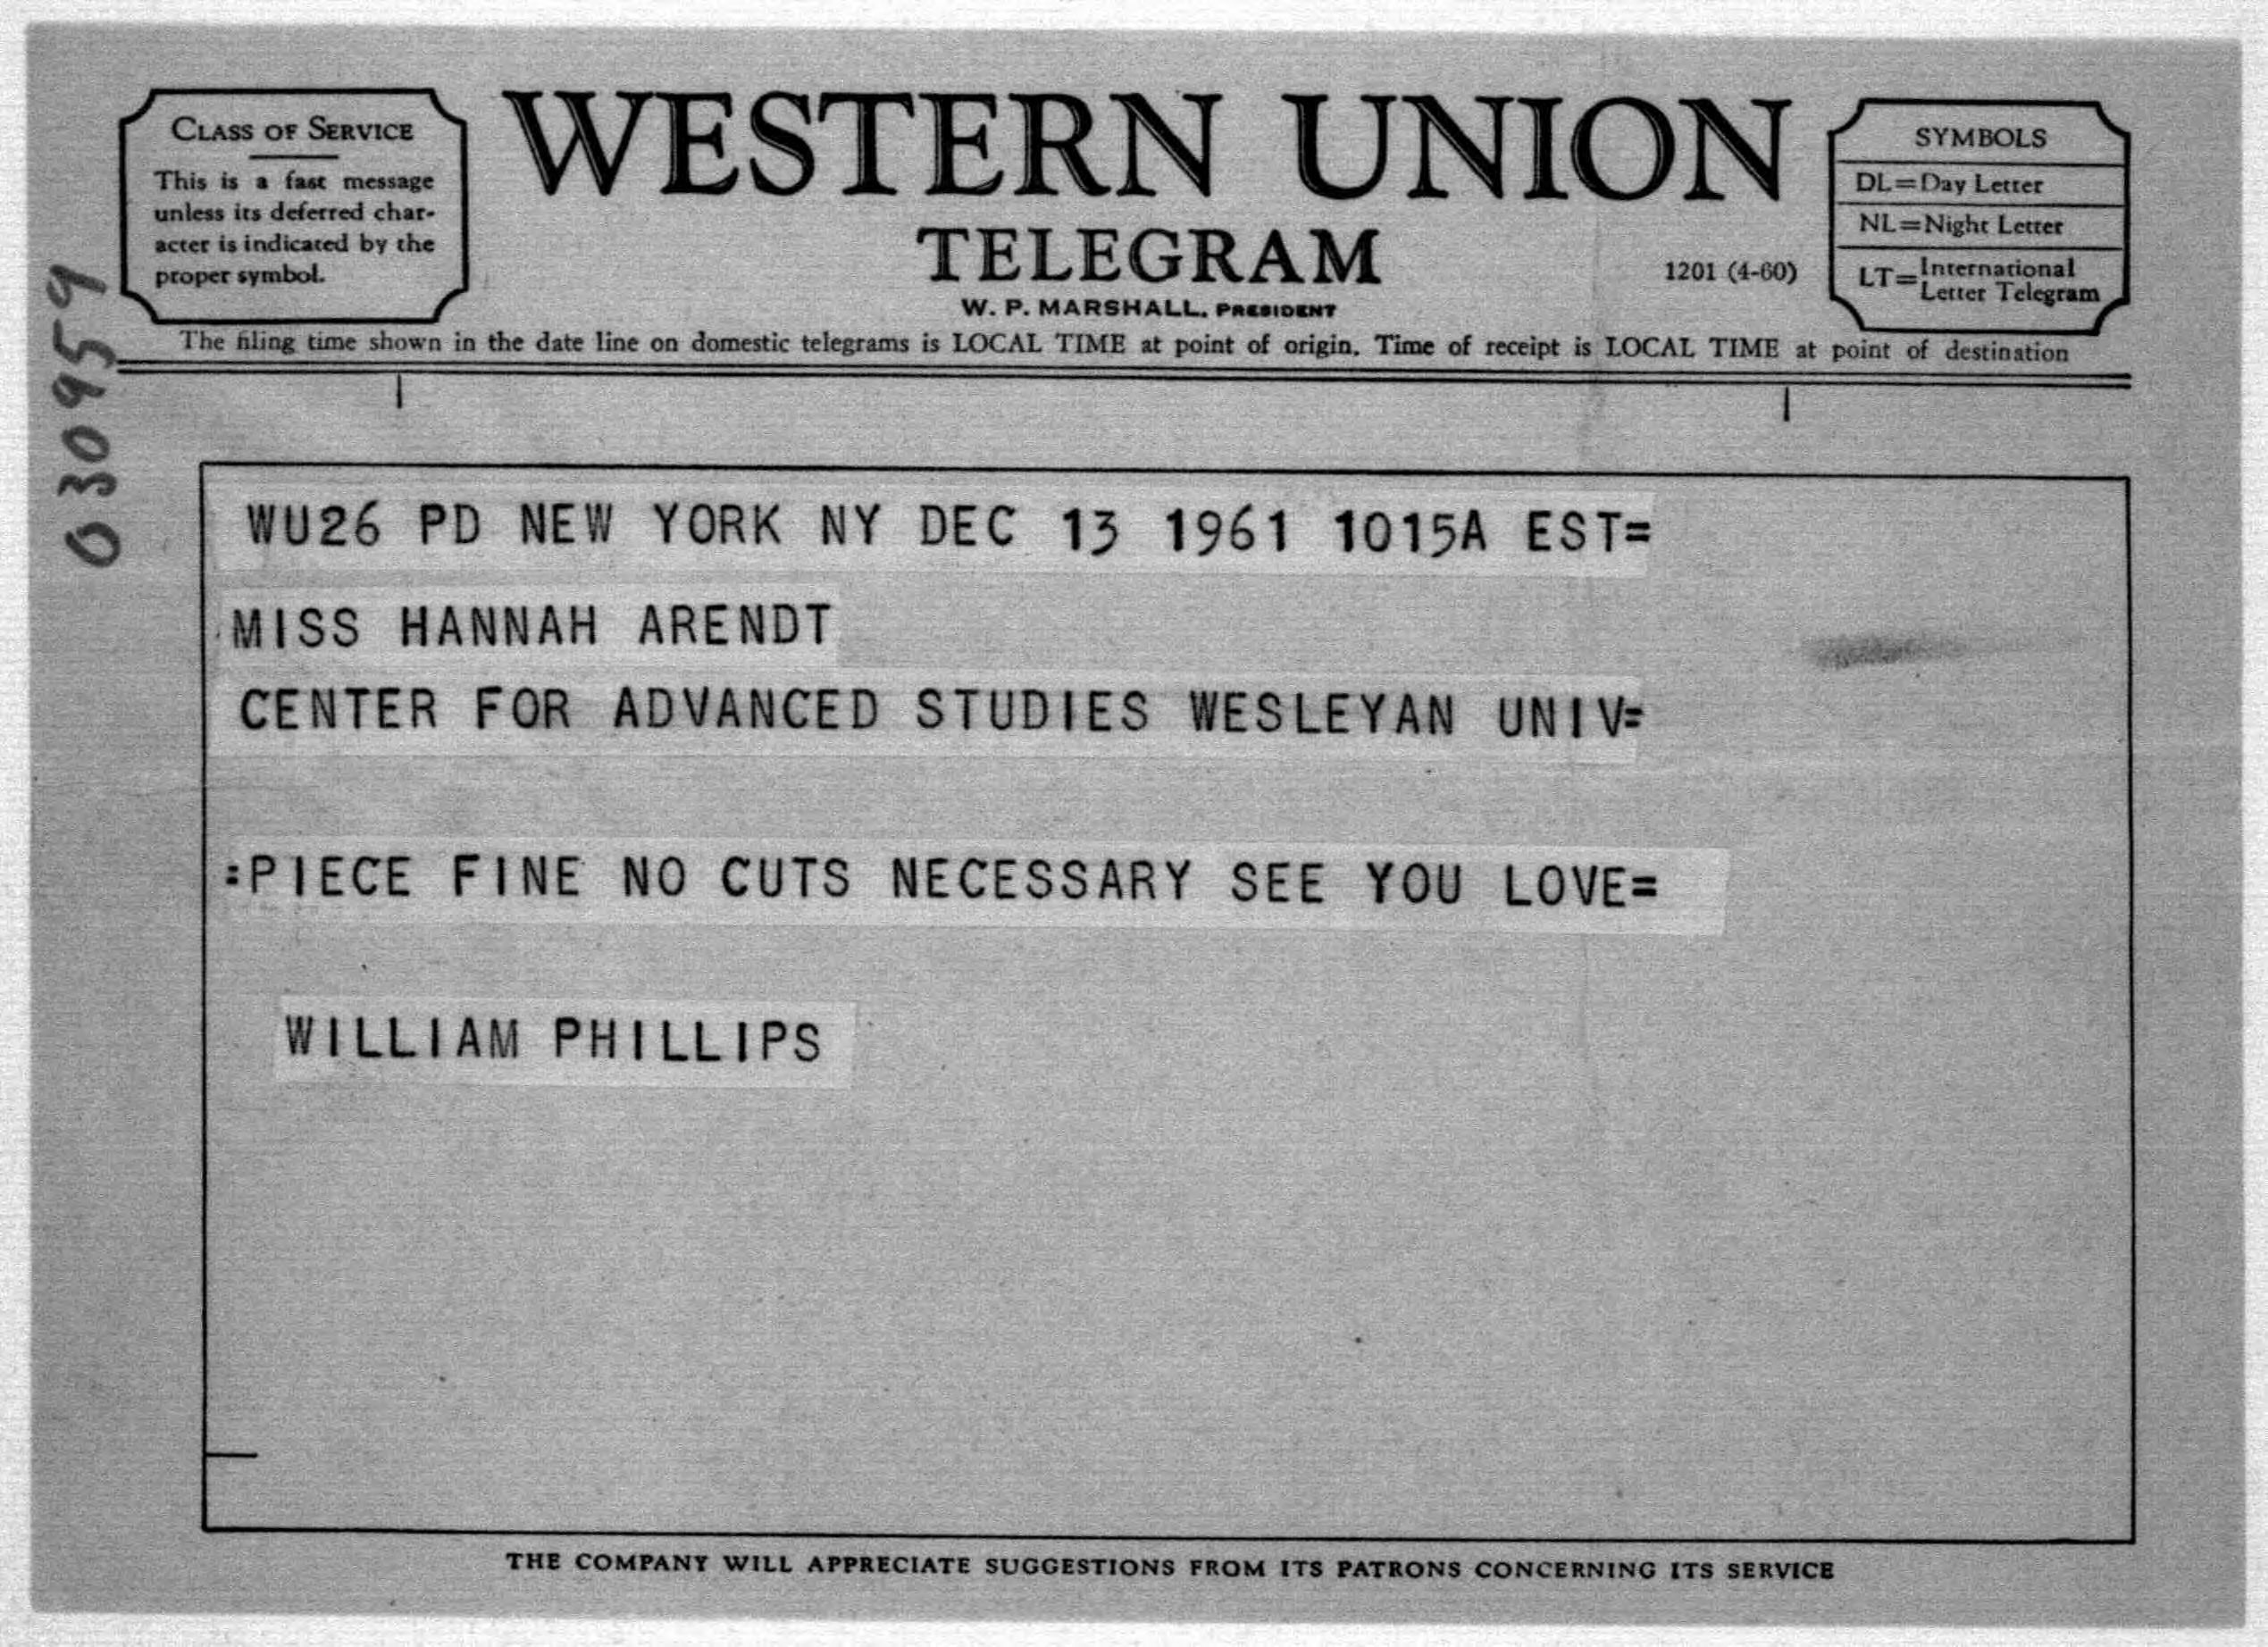 CLASS OF SERVICE
This is a fast message
unless its deferred char-
acter is indicated by the
proper symbol.
WESTERN UNION
TELEGRAM
W. P. MARSHALL, PRESIDENT
1201 (4-60)
SYMBOLS
DL=Day Letter
NL=Night Letter
LT=International
Letter Telegram
The filing time shown in the date line on domestic telegrams is LOCAL TIME at point of origin. Time of receipt is LOCAL TIME at point of destination
030959
WU26 PD NEW YORK NY DEC 13 1961 1015A EST=
MISS HANNAH ARENDT
CENTER FOR ADVANCED STUDIES WESLEYAN UNIV=
:PIECE FINE NO CUTS NECESSARY SEE YOU LOVE=
WILLIAM PHILLIPS
THE COMPANY WILL APPRECIATE SUGGESTIONS FROM ITS PATRONS CONCERNING ITS SERVICE